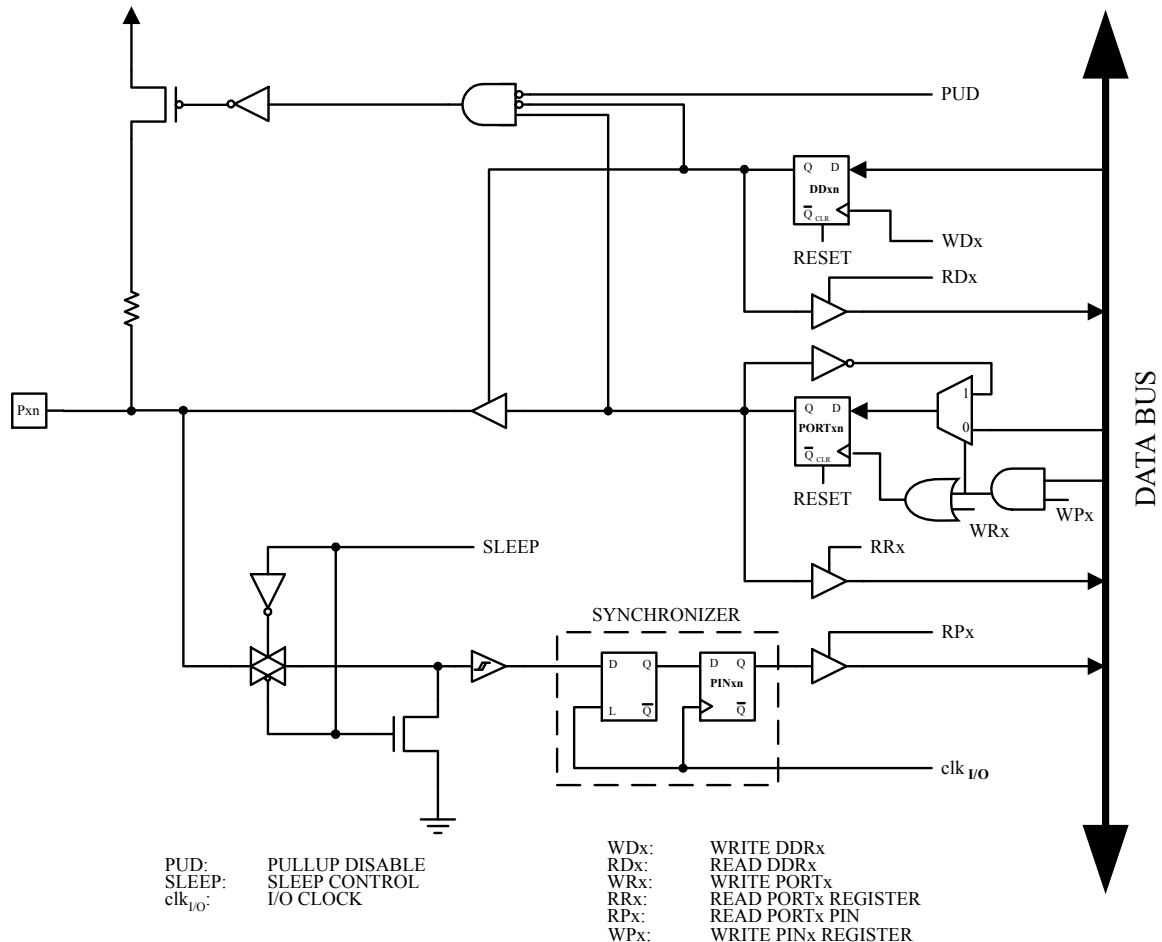 PUD
Q D
DDxn
Q CLR
WDx
RESET
RDx
DATA BUS
1
Pxn
Q D
PORTxn
0
Q CLR
RESET
WRx
WPx
SLEEP
RRx
SYNCHRONIZER
RPx
D Q
D Q
PINxn
L Q
Q
clk I/O
PUD: PULLUP DISABLE
SLEEP: SLEEP CONTROL
clkI/O: I/O CLOCK
WDx: WRITE DDRx
RDx: READ DDRx
WRx: WRITE PORTx
RRx: READ PORTx REGISTER
RPx: READ PORTx PIN
WPx: WRITE PINx REGISTER